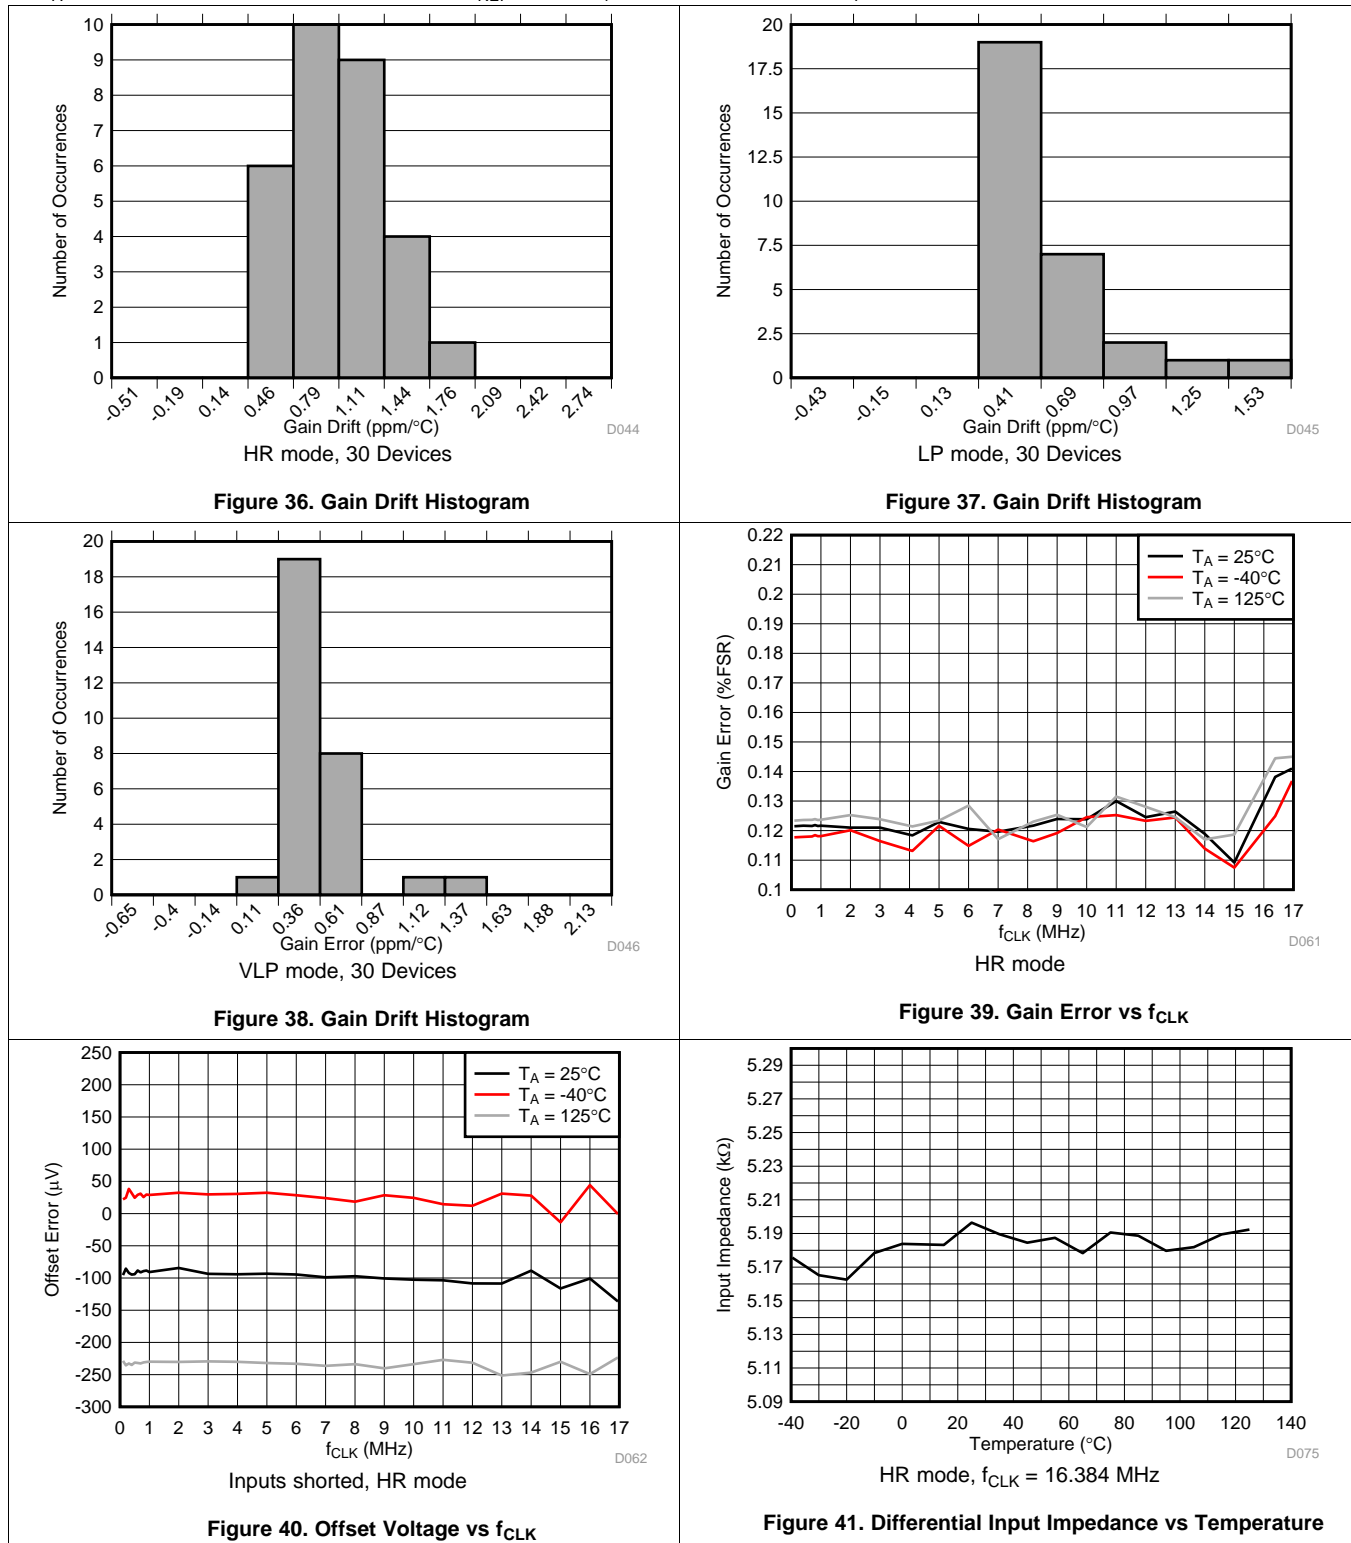 10
9
8
7
6
5
4
3
2
1
0
Number of Occurrences
-0.51 -0.19 0.14 0.46 0.79 1.11 1.44 1.76 2.09 2.42 2.74
Gain Drift (ppm/°C)
D044
HR mode, 30 Devices
Figure 36. Gain Drift Histogram
20
17.5
15
12.5
10
7.5
5
2.5
0
Number of Occurrences
-0.43 -0.15 0.13 0.41 0.69 0.97 1.25 1.53
Gain Drift (ppm/°C)
D045
LP mode, 30 Devices
Figure 37. Gain Drift Histogram
20
18
16
14
12
10
8
6
4
2
0
Number of Occurrences
-0.65 -0.4 -0.14 0.11 0.36 0.61 0.87 1.12 1.37 1.63 1.88 2.13
Gain Error (ppm/°C)
D046
VLP mode, 30 Devices
Figure 38. Gain Drift Histogram
0.22
0.21
0.2
0.19
0.18
0.17
0.16
0.15
0.14
0.13
0.12
0.11
0.1
Gain Error (%FSR)
TA = 25°C
TA = -40°C
TA = 125°C
0 1 2 3 4 5 6 7 8 9 10 11 12 13 14 15 16 17
fCLK (MHz)
D061
HR mode
Figure 39. Gain Error vs fCLK
250
200
150
100
50
0
-50
-100
-150
-200
-250
-300
Offset Error (μV)
TA = 25°C
TA = -40°C
TA = 125°C
0 1 2 3 4 5 6 7 8 9 10 11 12 13 14 15 16 17
fCLK (MHz)
D062
Inputs shorted, HR mode
Figure 40. Offset Voltage vs fCLK
5.29
5.27
5.25
5.23
5.21
5.19
5.17
5.15
5.13
5.11
5.09
Input Impedance (kΩ)
-40 -20 0 20 40 60 80 100 120 140
Temperature (°C)
D075
HR mode, fCLK = 16.384 MHz
Figure 41. Differential Input Impedance vs Temperature